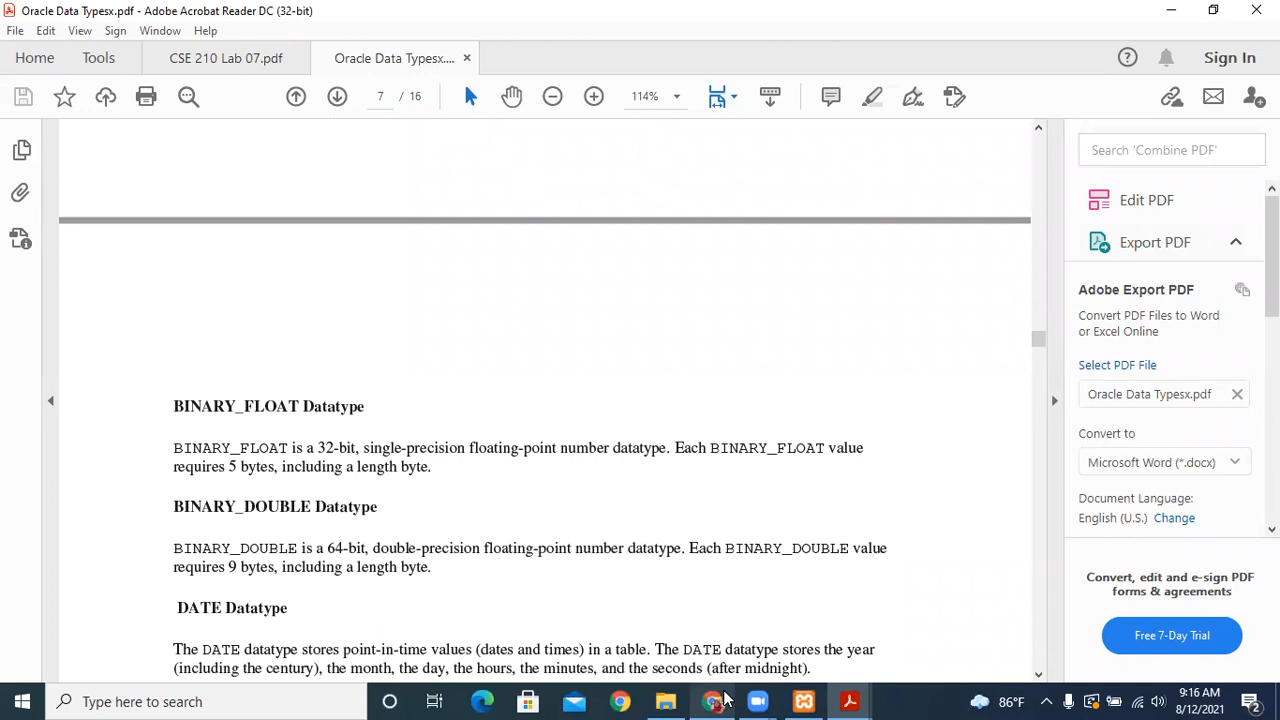 Oracle Data Typesx.pdf - Adobe Acrobat Reader DC (32-bit)
File Edit View Sign Window Help
Home Tools CSE 210 Lab 07.pdf Oracle Data Typesx.... Sign In
7 / 16 114%
Search 'Combine PDF'
Edit PDF
Export PDF
Adobe Export PDF
Convert PDF Files to Word
or Excel Online
Select PDF File
Oracle Data Typesx.pdf
Convert to
Microsoft Word (*.docx)
Document Language:
English (U.S.) Change
Convert, edit and e-sign PDF
forms & agreements
Free 7-Day Trial
BINARY_FLOAT Datatype
BINARY_FLOAT is a 32-bit, single-precision floating-point number datatype. Each BINARY_FLOAT value
requires 5 bytes, including a length byte.
BINARY_DOUBLE Datatype
BINARY_DOUBLE is a 64-bit, double-precision floating-point number datatype. Each BINARY_DOUBLE value
requires 9 bytes, including a length byte.
DATE Datatype
The DATE datatype stores point-in-time values (dates and times) in a table. The DATE datatype stores the year
(including the century), the month, the day, the hours, the minutes, and the seconds (after midnight).
Type here to search
86°F
9:16 AM
8/12/2021
2